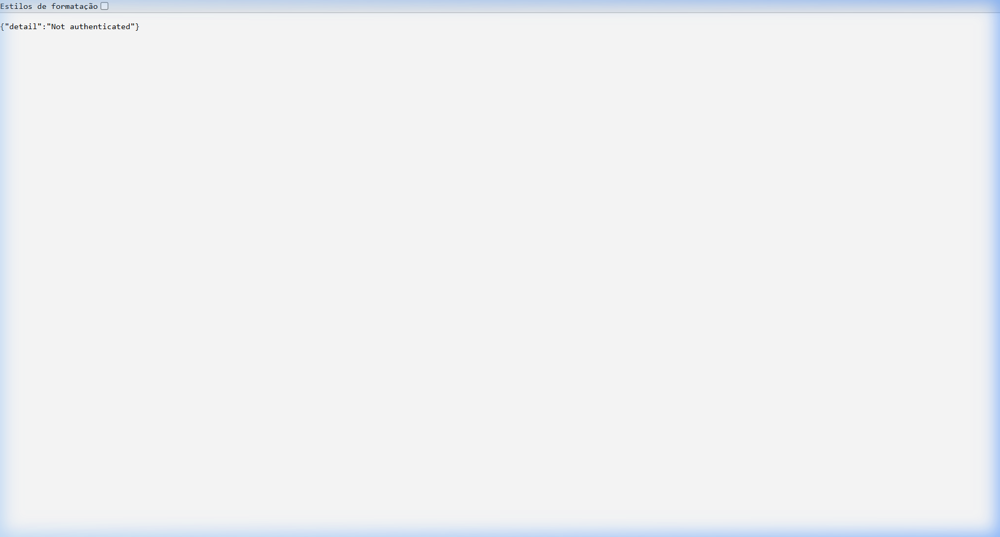 Estilos de formatação
{"detail":"Not authenticated"}